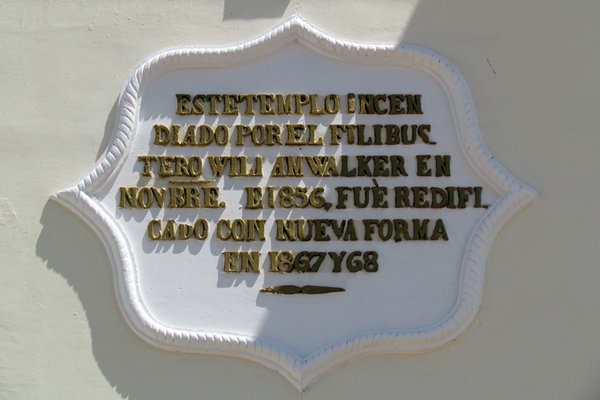 ESTE TEMPLO INCEN
DIADO POR EL FILIBUS.
TERO WILLIAM WALKER EN
NOVBRE. E 1856, FUÈ REDIFI.
CADO CON NUEVA FORMA
EN 1867 Y 68